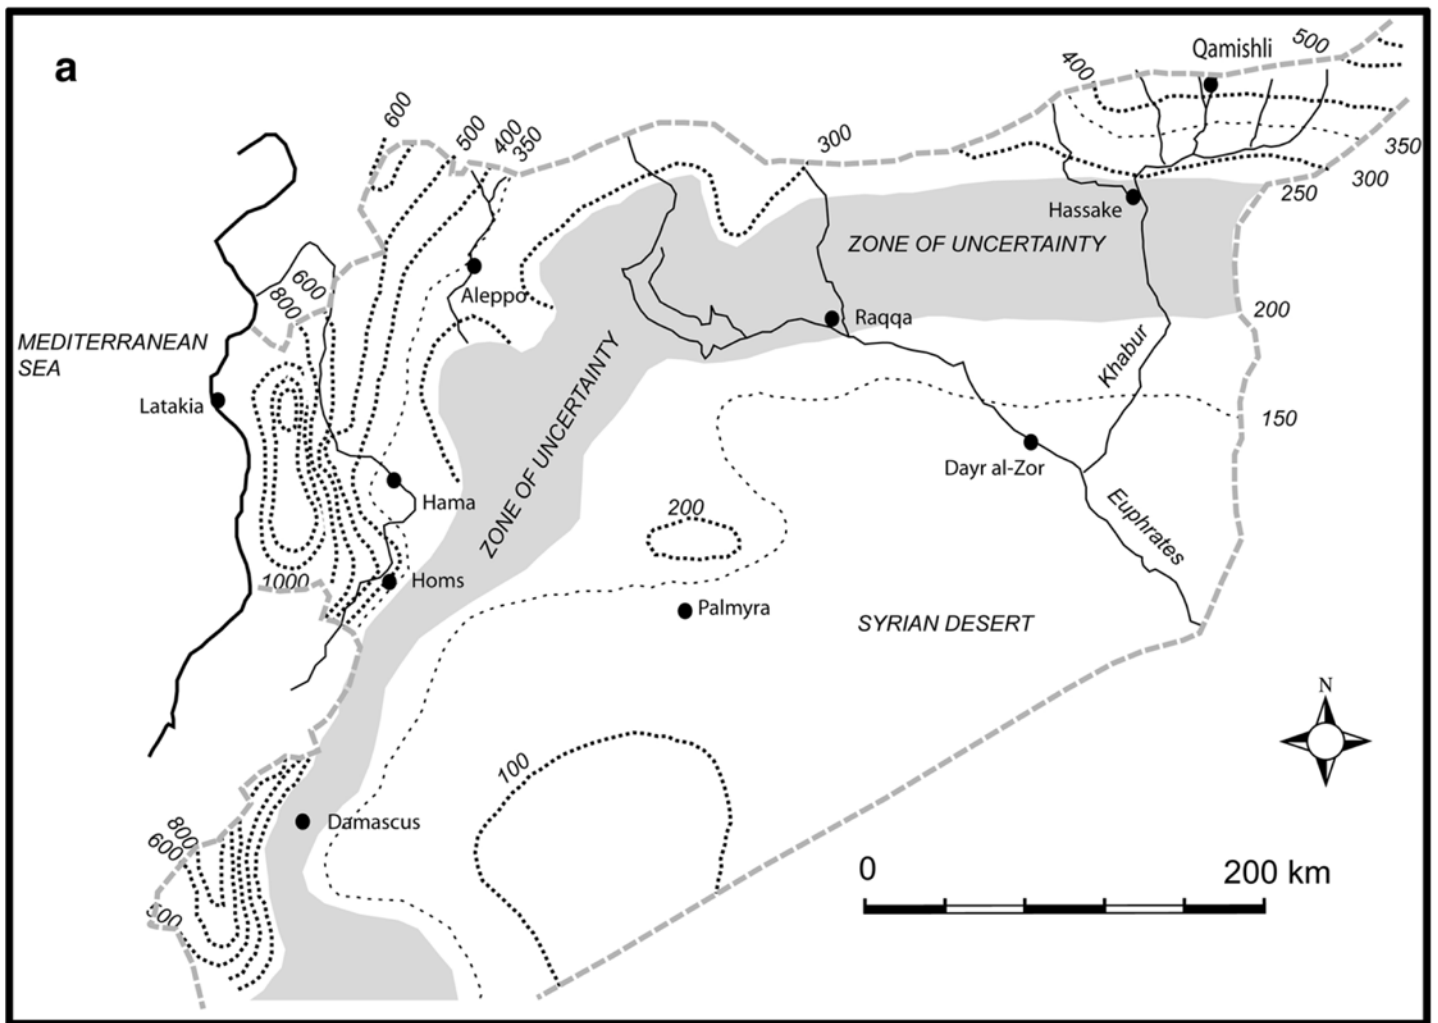 a
Qamishli
500
400
600
500
400
350
300
350
300
250
Hassake
ZONE OF UNCERTAINTY
600
800
Aleppo
200
Raqqa
MEDITERRANEAN
SEA
Khabur
Latakia
ZONE OF UNCERTAINTY
150
Dayr al-Zor
Hama
200
Euphrates
1000
Homs
Palmyra
SYRIAN DESERT
N
100
Damascus
800
600
0
200 km